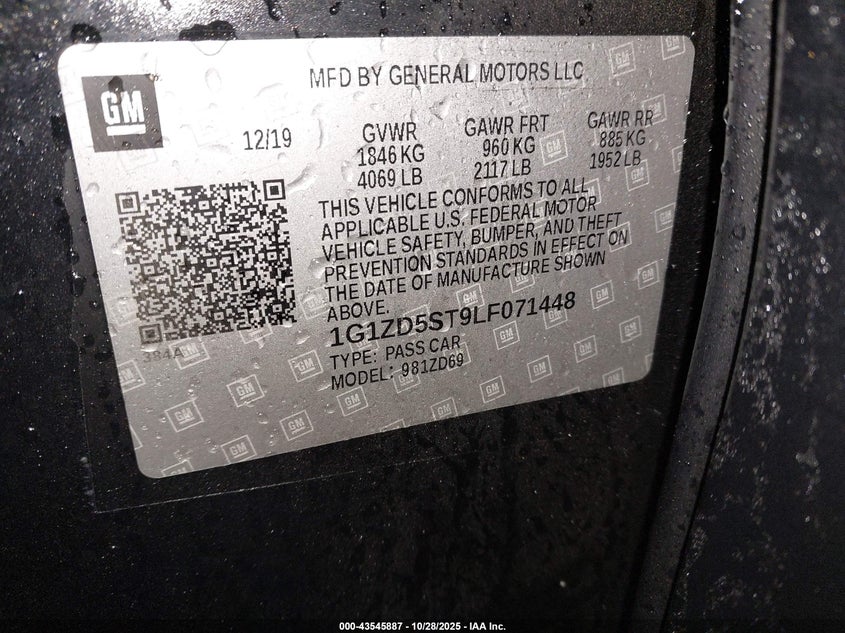 GM
MFD BY GENERAL MOTORS LLC
12/19
GVWR
1846 KG
4069 LB
GAWR FRT
960 KG
2117 LB
GAWR RR
885 KG
1952 LB
THIS VEHICLE CONFORMS TO ALL
APPLICABLE U.S. FEDERAL MOTOR
VEHICLE SAFETY, BUMPER, AND THEFT
PREVENTION STANDARDS IN EFFECT ON
THE DATE OF MANUFACTURE SHOWN
ABOVE.
1G1ZD5ST9LF071448
TYPE: PASS CAR
MODEL: 981ZD69
384A
000-43545887 - 10/28/2025 - IAA Inc.